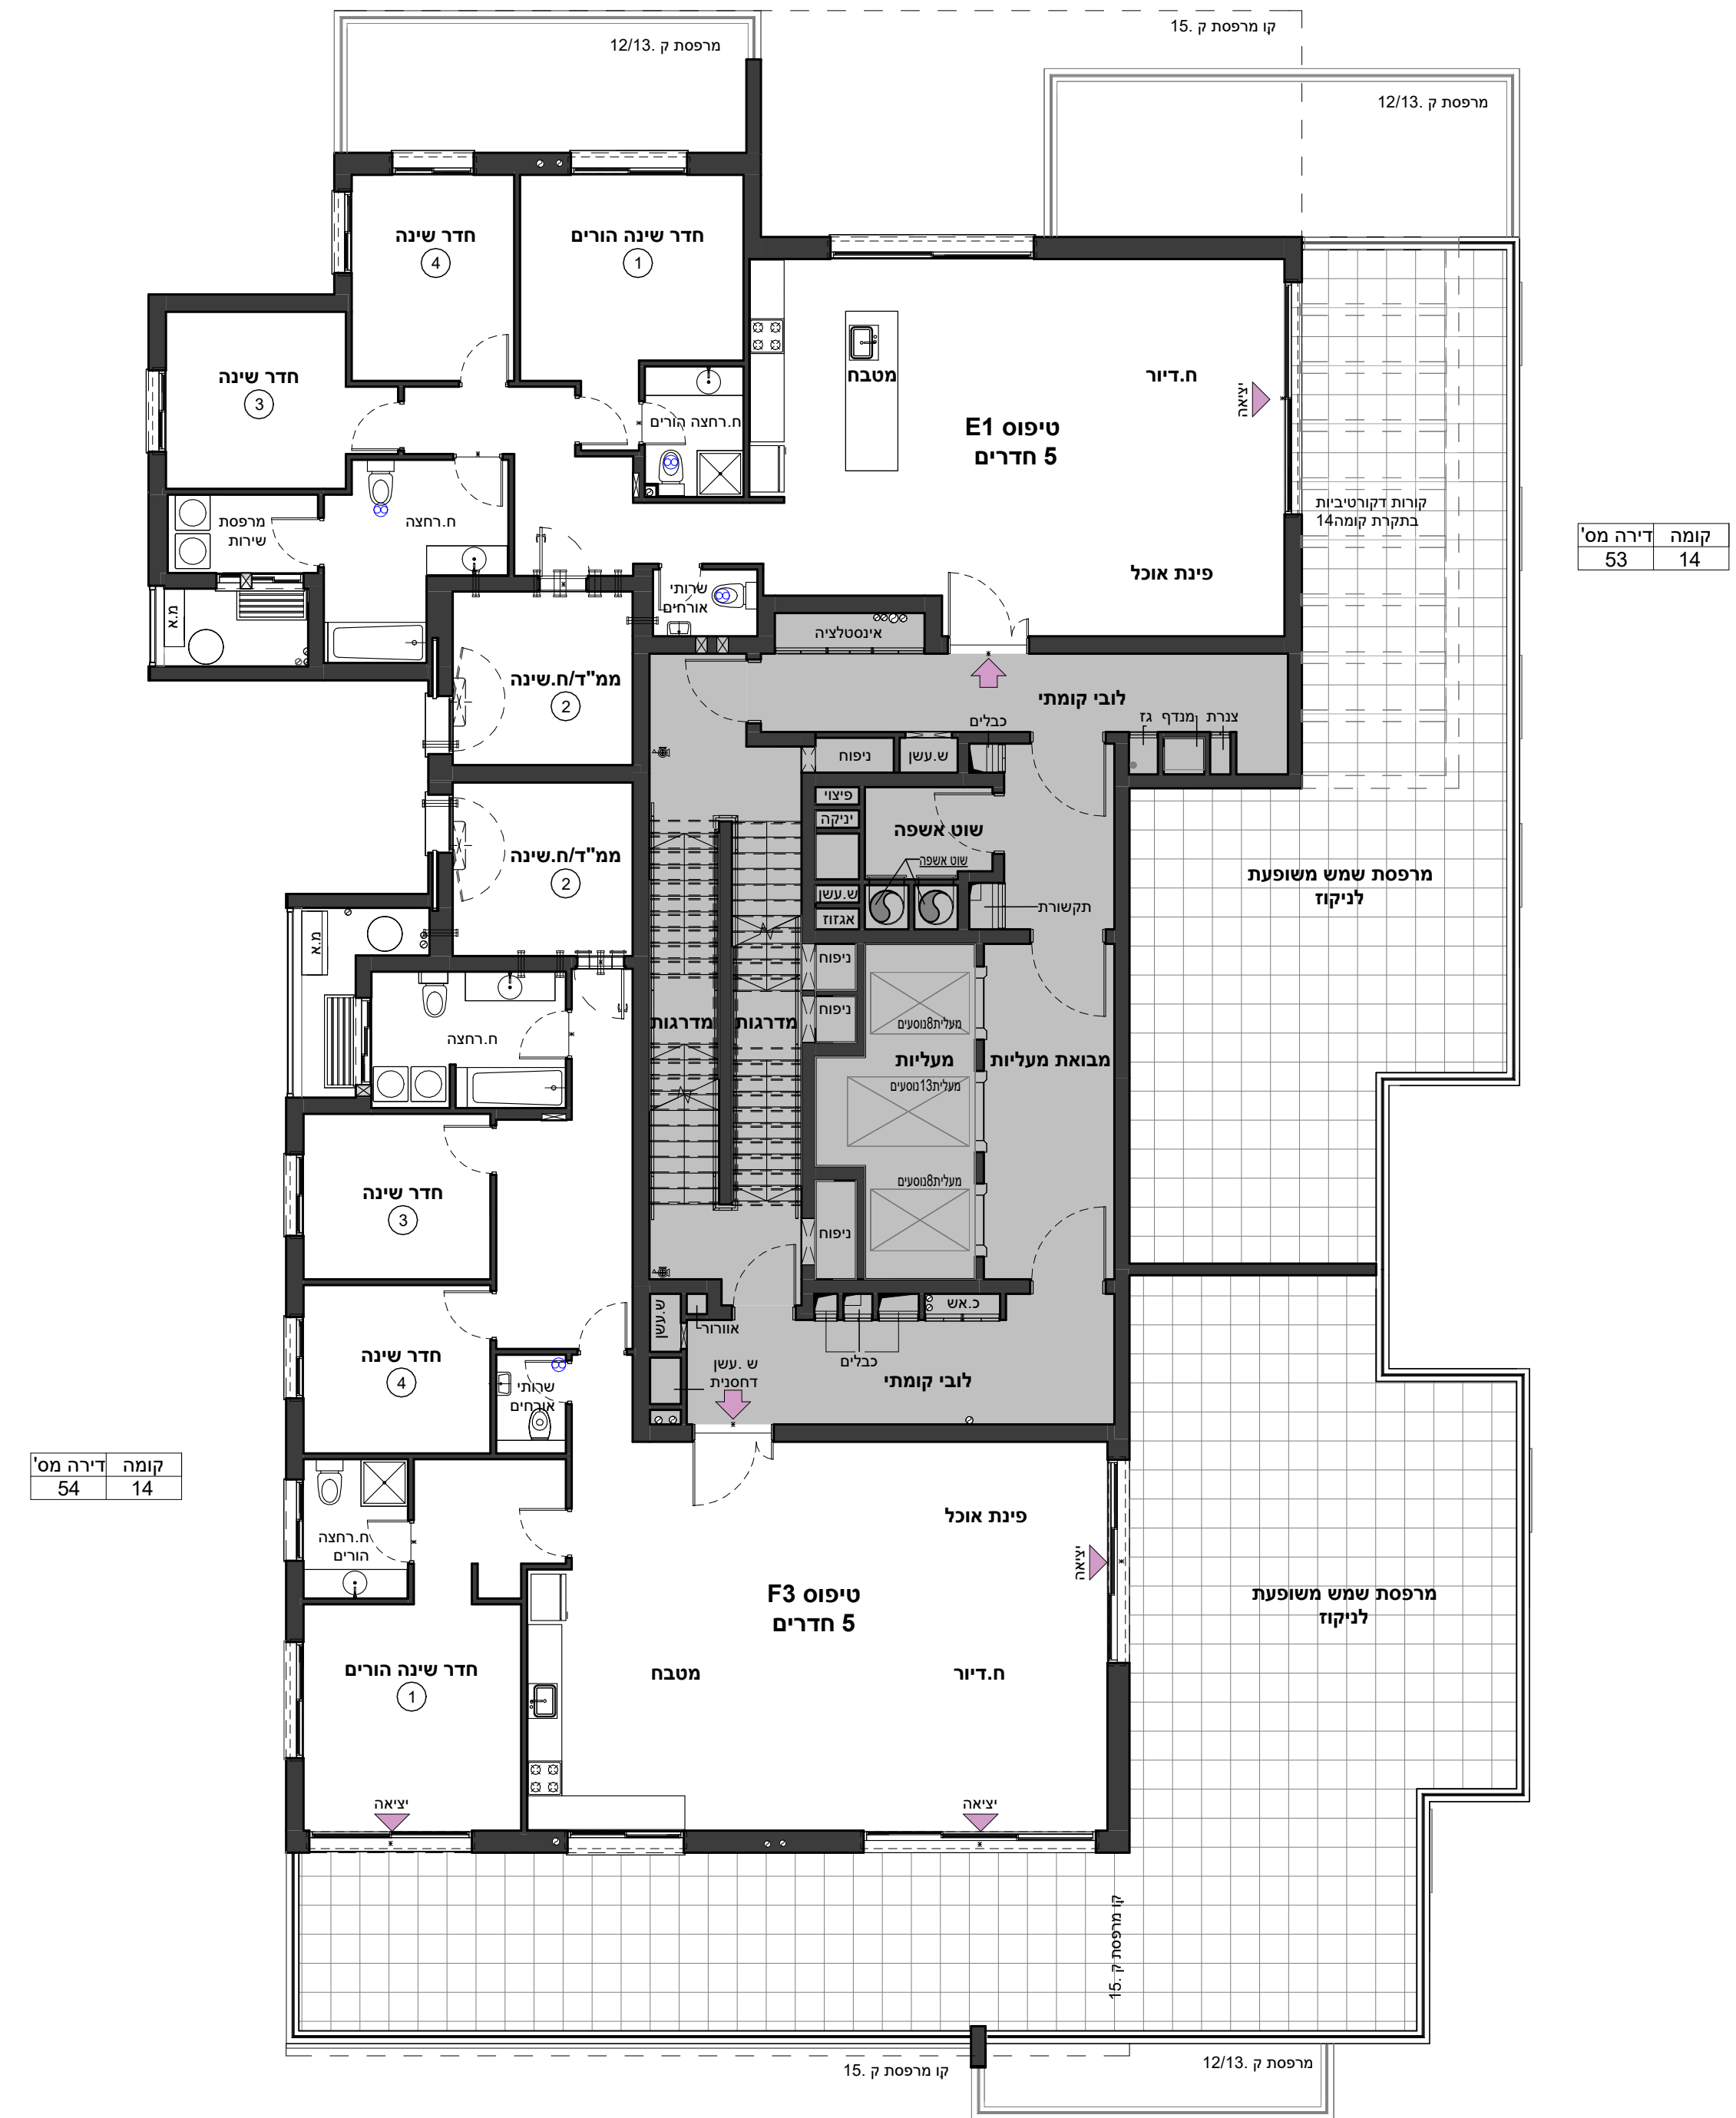 קו מרפסת ק .15
מרפסת ק .12/13
מרפסת ק .12/13
חדר שינה
4
חדר שינה הורים
1
חדר שינה
3
מטבח
ח.דיור
יציאה
טיפוס E1
5 חדרים
ח.רחצה הורים
קורות דקורטיביות
בתקרת קומה14
קומה
דירה מס'
14
53
מרפסת
שירות
ח.רחצה
פינת אוכל
שרותי
אורחים
מ.א
אינסטלציה
ממ"ד/ח.שינה
2
לובי קומתי
כבלים
גז
מנדף
צנרת
ניפוח
ש.עשן
פיצוי
יניקה
שוט אשפה
שוט אשפה
ממ"ד/ח.שינה
2
מרפסת שמש משופעת
לניקוז
ש.עשן
אגזוז
תקשורת
מ.א
ניפוח
ניפוח
מדרגות
מדרגות
מעלית8נוסעים
מעליות
מבואת מעליות
מעלית13נוסעים
ח.רחצה
מעלית8נוסעים
חדר שינה
3
ניפוח
ש.עשן
אוורור
כ.אש
כבלים
חדר שינה
4
ש .עשן
דחסנית
לובי קומתי
שרותי
אורחים
קומה
דירה מס'
14
54
ח.רחצה
הורים
פינת אוכל
יציאה
טיפוס F3
5 חדרים
מרפסת שמש משופעת
לניקוז
חדר שינה הורים
1
מטבח
ח.דיור
יציאה
יציאה
קו מרפסת ק .15
קו מרפסת ק .15
מרפסת ק .12/13